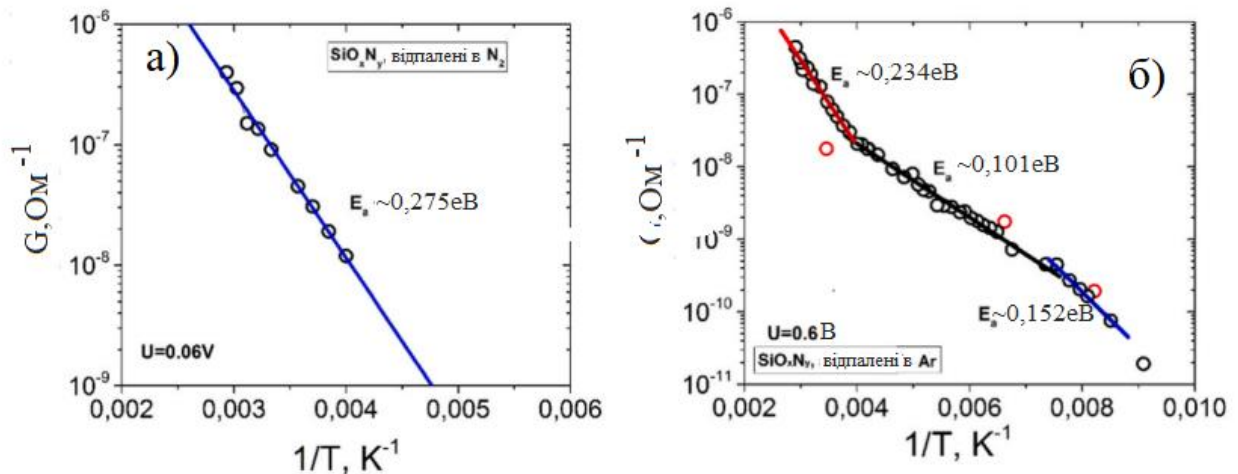 а)
SiOₓNᵧ, відпалені в N₂
Eₐ ~0,275еВ
U=0.06V
G,Ом⁻¹
10⁻⁶
10⁻⁷
10⁻⁸
10⁻⁹
0,002 0,003 0,004 0,005 0,006
1/T, K⁻¹
б)
Eₐ ~0,234еВ
Eₐ ~0,101еВ
Eₐ~0,152еВ
U=0.6В
SiOₓNᵧ, відпалені в Ar
,Ом⁻¹
10⁻⁶
10⁻⁷
10⁻⁸
10⁻⁹
10⁻¹⁰
10⁻¹¹
0,002 0,004 0,006 0,008 0,010
1/T, K⁻¹